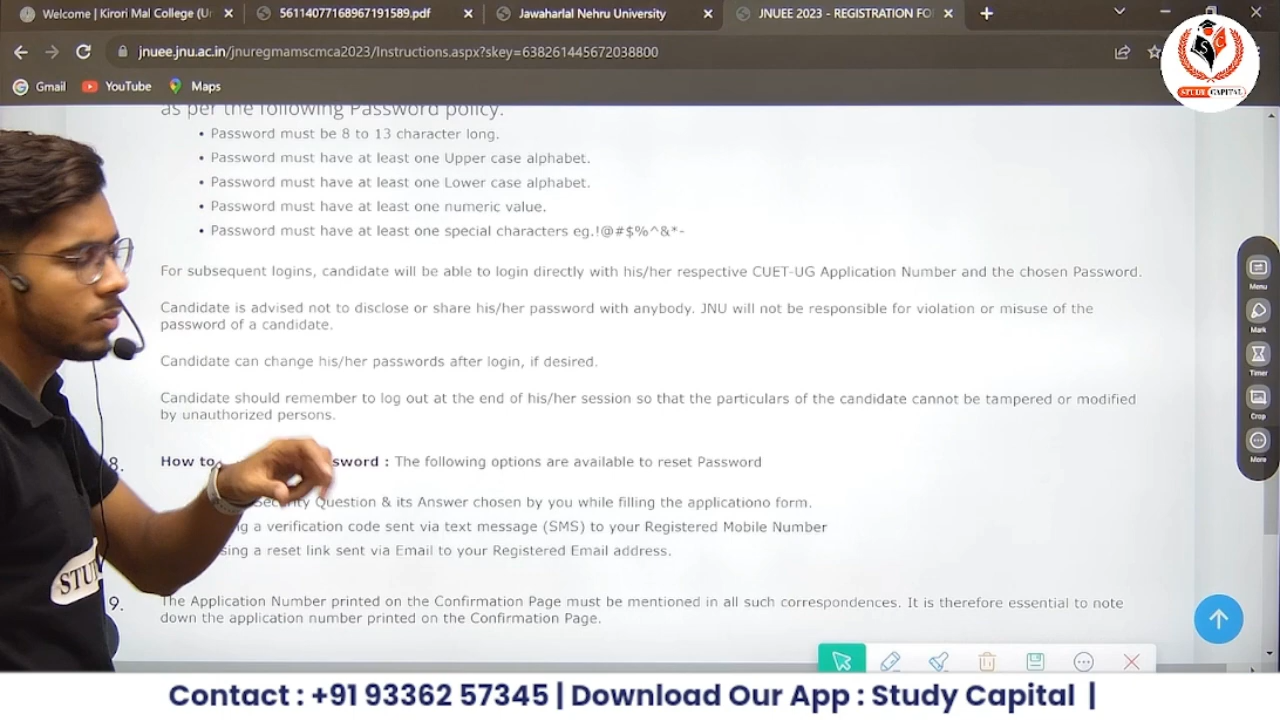 Welcome | Kirori Mal College (Ur
56114077168967191589.pdf
Jawaharlal Nehru University
JNUEE 2023 - REGISTRATION FO
jnuee.jnu.ac.in/jnuregmamscmca2023/Instructions.aspx?skey=638261445672038800
Gmail YouTube Maps
SC
STUDY CAPITAL
as per the following Password policy.
• Password must be 8 to 13 character long.
• Password must have at least one Upper case alphabet.
• Password must have at least one Lower case alphabet.
• Password must have at least one numeric value.
• Password must have at least one special characters eg.!@#$%^&*-
For subsequent logins, candidate will be able to login directly with his/her respective CUET-UG Application Number and the chosen Password.
Candidate is advised not to disclose or share his/her password with anybody. JNU will not be responsible for violation or misuse of the
password of a candidate.
Candidate can change his/her passwords after login, if desired.
Candidate should remember to log out at the end of his/her session so that the particulars of the candidate cannot be tampered or modified
by unauthorized persons.
8. How to sword : The following options are available to reset Password
Security Question & its Answer chosen by you while filling the applicationo form.
g a verification code sent via text message (SMS) to your Registered Mobile Number
sing a reset link sent via Email to your Registered Email address.
9. The Application Number printed on the Confirmation Page must be mentioned in all such correspondences. It is therefore essential to note
down the application number printed on the Confirmation Page.
Menu
Mark
Timer
Crop
More
STU
Contact : +91 93362 57345 | Download Our App : Study Capital |